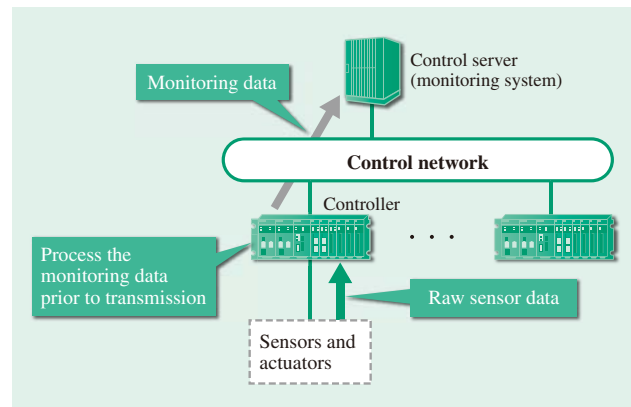 Control server
(monitoring system)
Monitoring data
Control network
Controller
. . .
Process the
monitoring data
prior to transmission
Raw sensor data
Sensors and
actuators